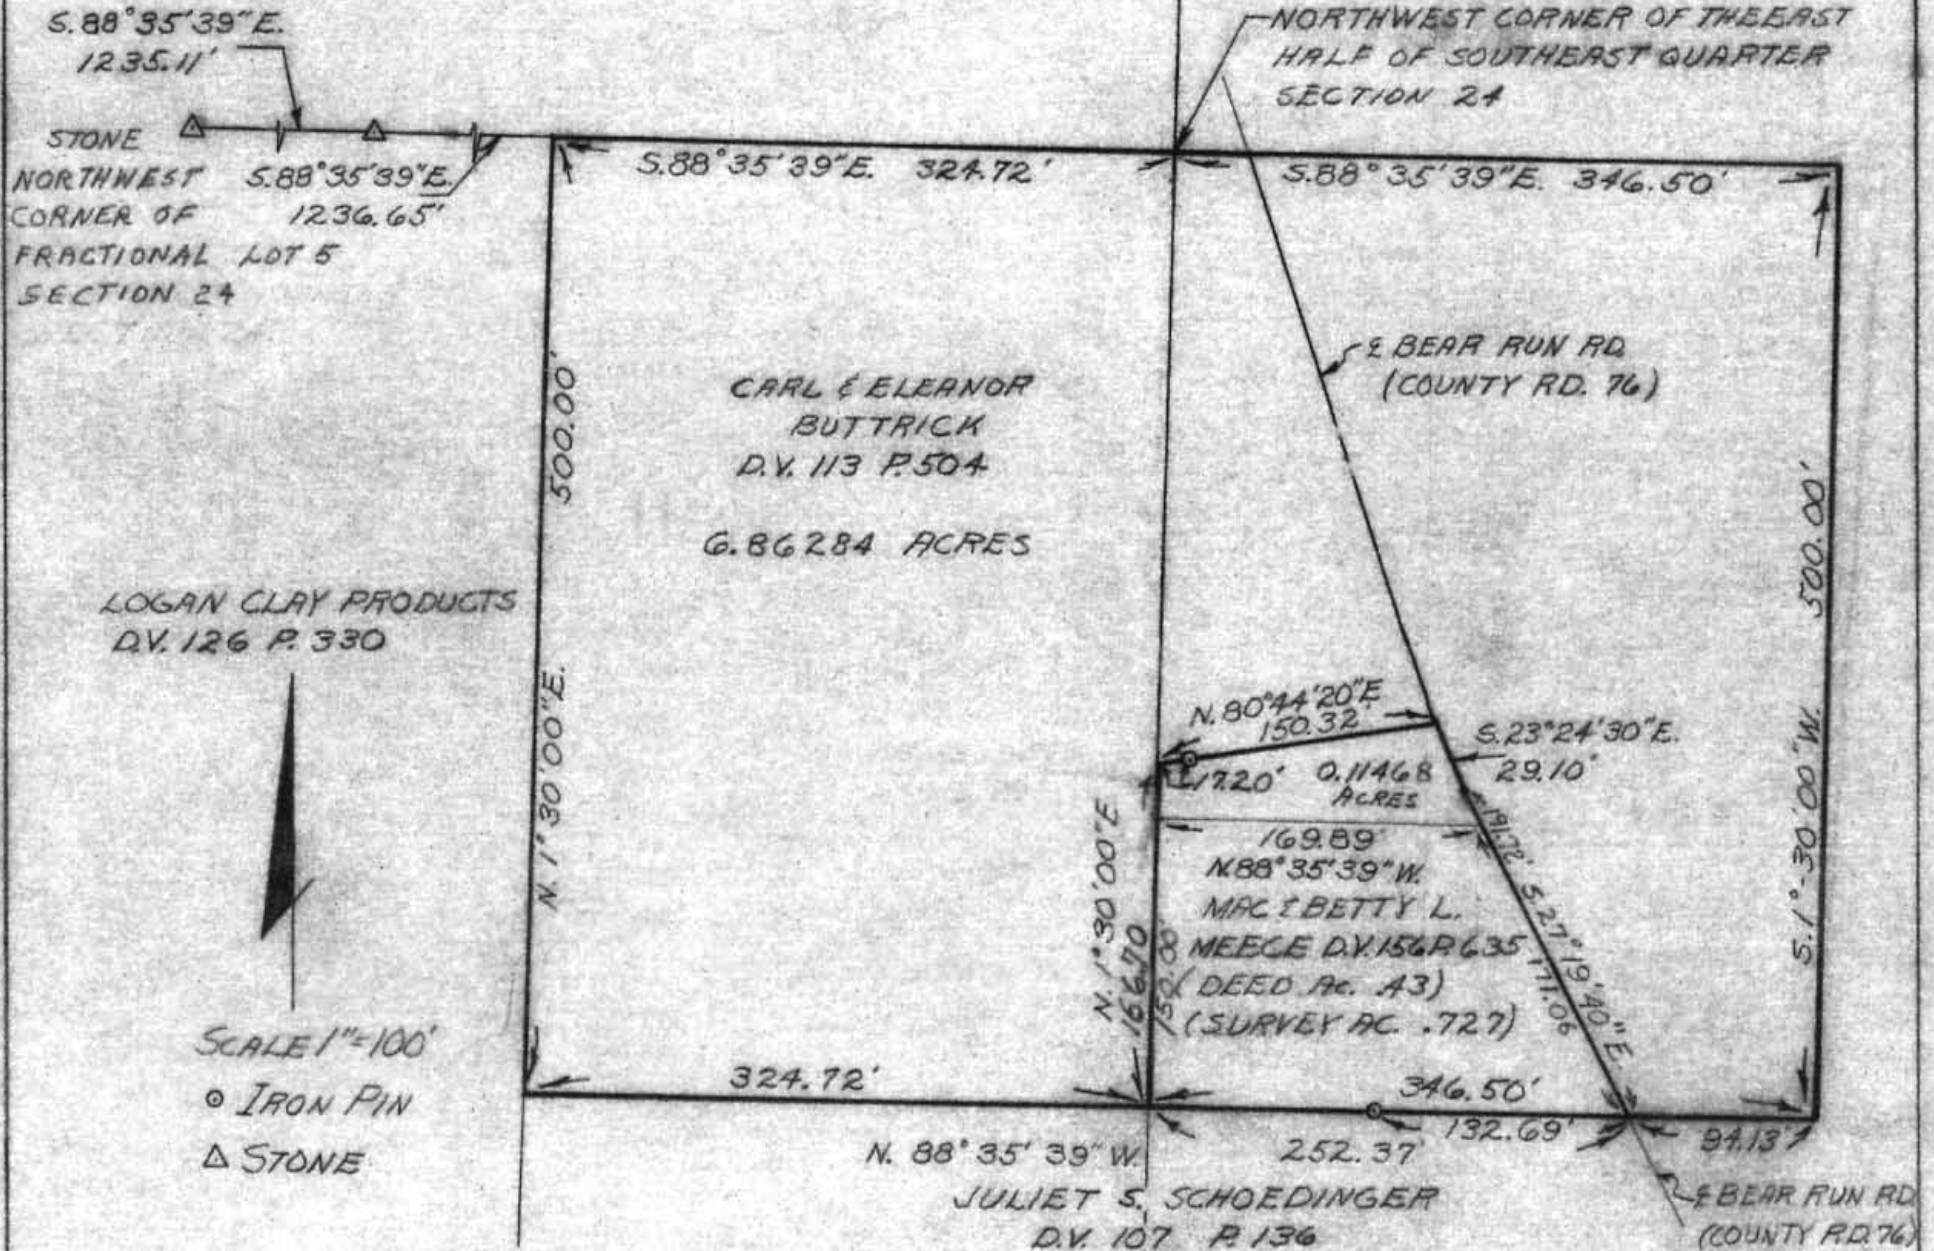 S. 88° 35' 39" E.
1235.11'
NORTHWEST CORNER OF THE EAST
HALF OF SOUTHEAST QUARTER
SECTION 24
STONE
NORTHWEST
CORNER OF
FRACTIONAL LOT 5
SECTION 24
S.88°35'39"E.
1236.65'
S.88°35'39"E. 324.72'
S.88°35'39"E. 346.50'
℄ BEAR RUN RD.
(COUNTY RD. 76)
CARL & ELEANOR
BUTTRICK
D.V. 113 P.504
6.86284 ACRES
500.00'
N. 1°30'00"E.
500.00'
S.1°-30'00"W.
LOGAN CLAY PRODUCTS
D.V. 126 P. 330
N.80°44'20"E
150.32'
S.23°24'30"E.
29.10'
17.20'
0.11468
ACRES
169.89'
N.88°35'39"W.
MAC & BETTY L.
MEECE D.V.156 P.635
(DEED AC. .43)
(SURVEY AC. .727)
N. 1°30'00"E
166.70
150.00'
191.72' S.27°19'40"E.
171.06
SCALE 1"=100'
IRON PIN
STONE
324.72'
346.50'
132.69'
N. 88°35'39"W.
252.37'
94.13'
JULIET S. SCHOEDINGER
D.V. 107 P. 136
℄ BEAR RUN RD
(COUNTY RD. 76)